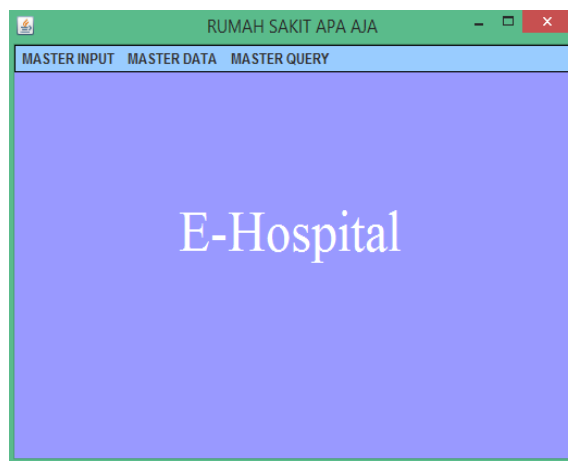 RUMAH SAKIT APA AJA
MASTER INPUT MASTER DATA MASTER QUERY
E-Hospital